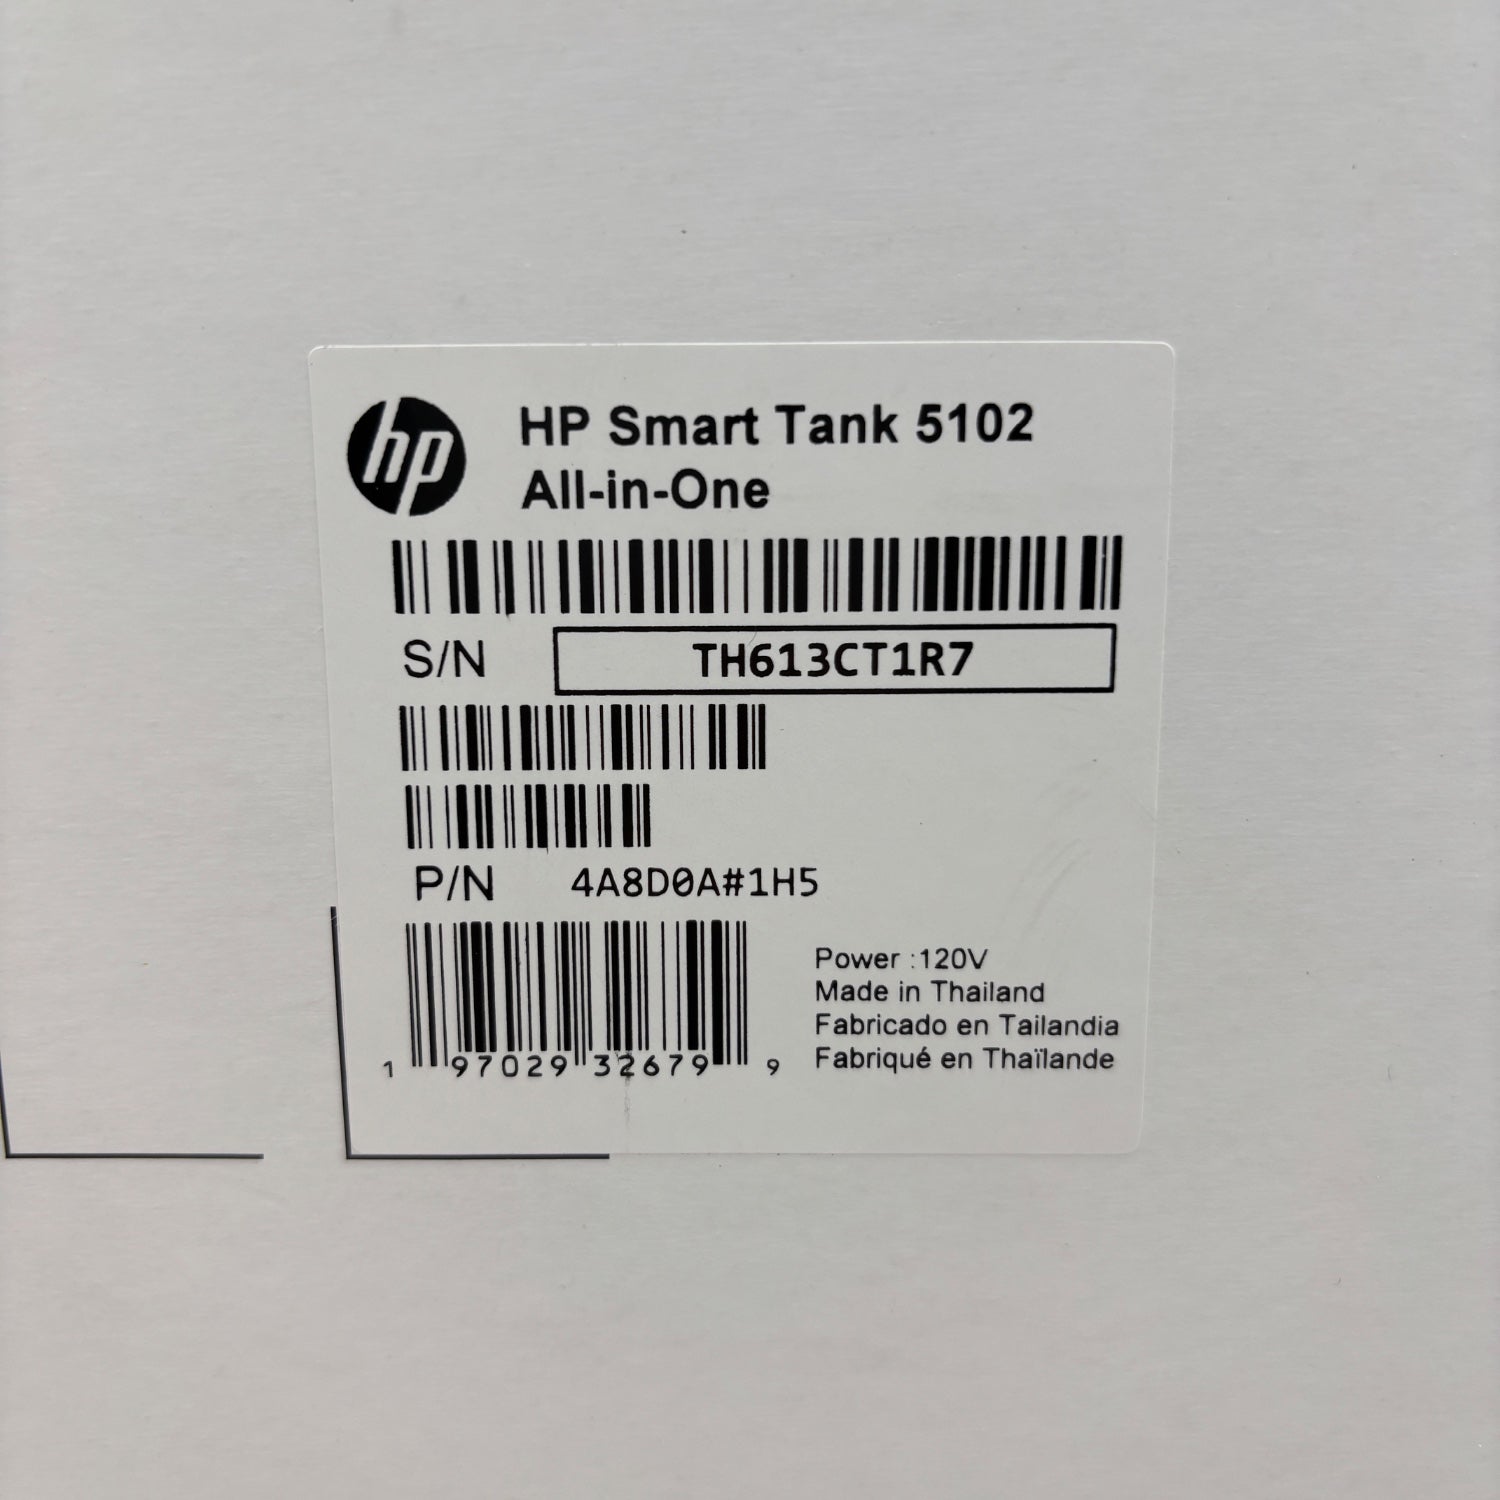 hp
HP Smart Tank 5102
All-in-One
S/N TH613CT1R7
P/N 4A8D0A#1H5
1 97029 32679 9
Power :120V
Made in Thailand
Fabricado en Tailandia
Fabriqué en Thaïlande